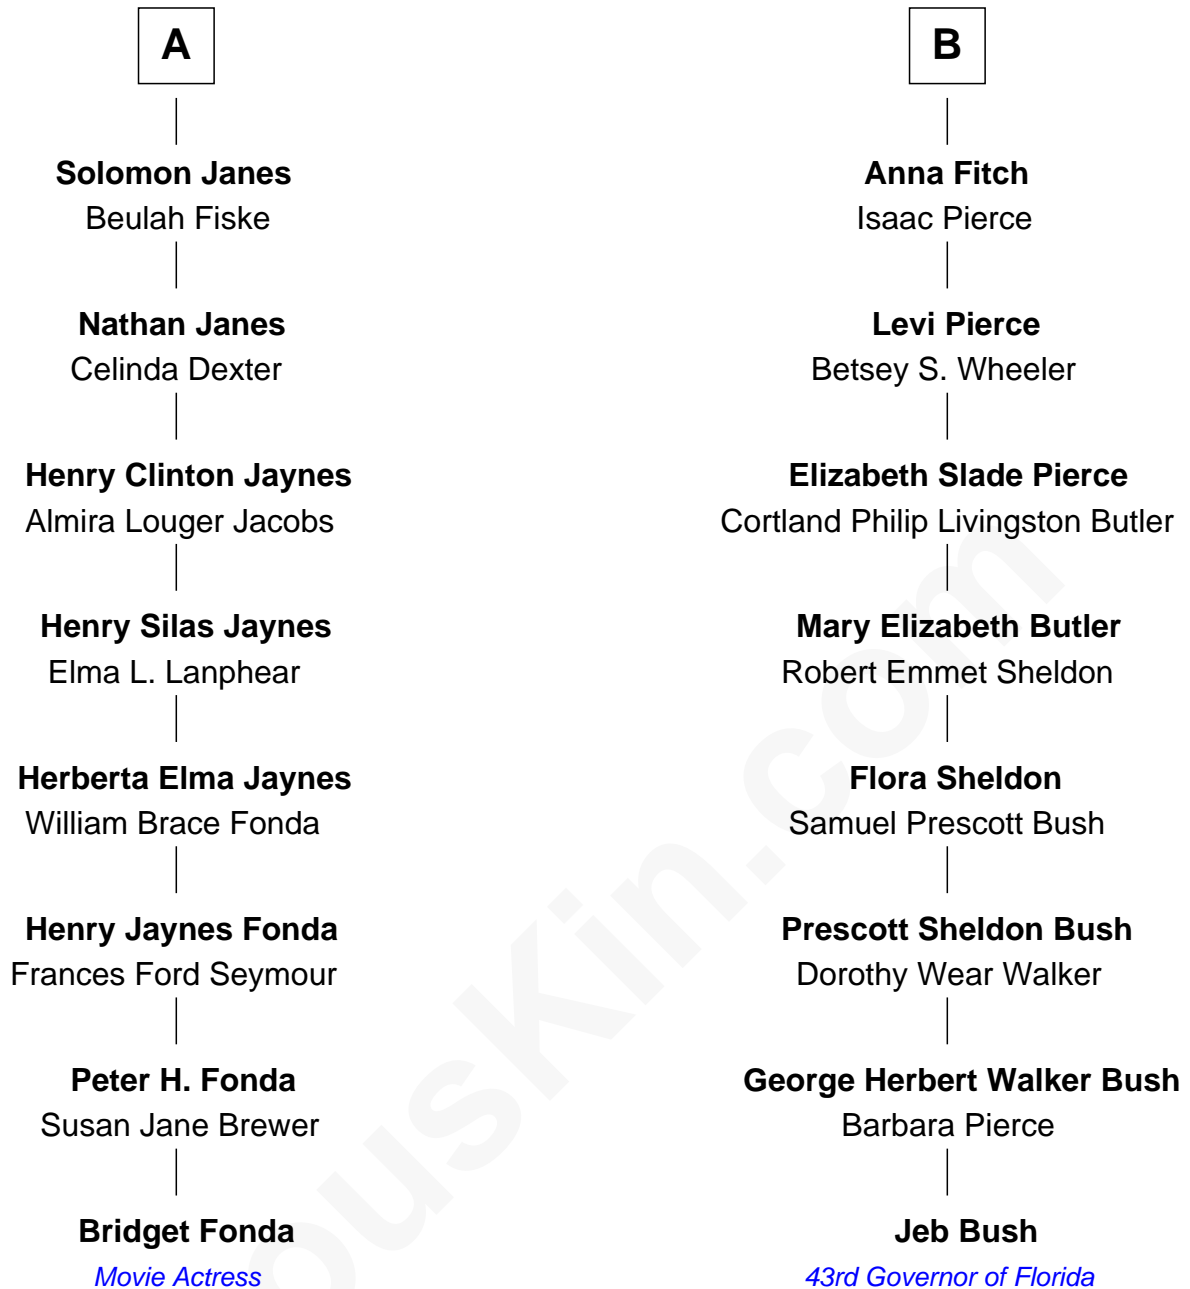 A
Solomon Janes
Beulah Fiske
Nathan Janes
Celinda Dexter
Henry Clinton Jaynes
Almira Louger Jacobs
Henry Silas Jaynes
Elma L. Lanphear
Herberta Elma Jaynes
William Brace Fonda
Henry Jaynes Fonda
Frances Ford Seymour
Peter H. Fonda
Susan Jane Brewer
Bridget Fonda
Movie Actress
B
Anna Fitch
Isaac Pierce
Levi Pierce
Betsey S. Wheeler
Elizabeth Slade Pierce
Cortland Philip Livingston Butler
Mary Elizabeth Butler
Robert Emmet Sheldon
Flora Sheldon
Samuel Prescott Bush
Prescott Sheldon Bush
Dorothy Wear Walker
George Herbert Walker Bush
Barbara Pierce
Jeb Bush
43rd Governor of Florida
ousKin.com